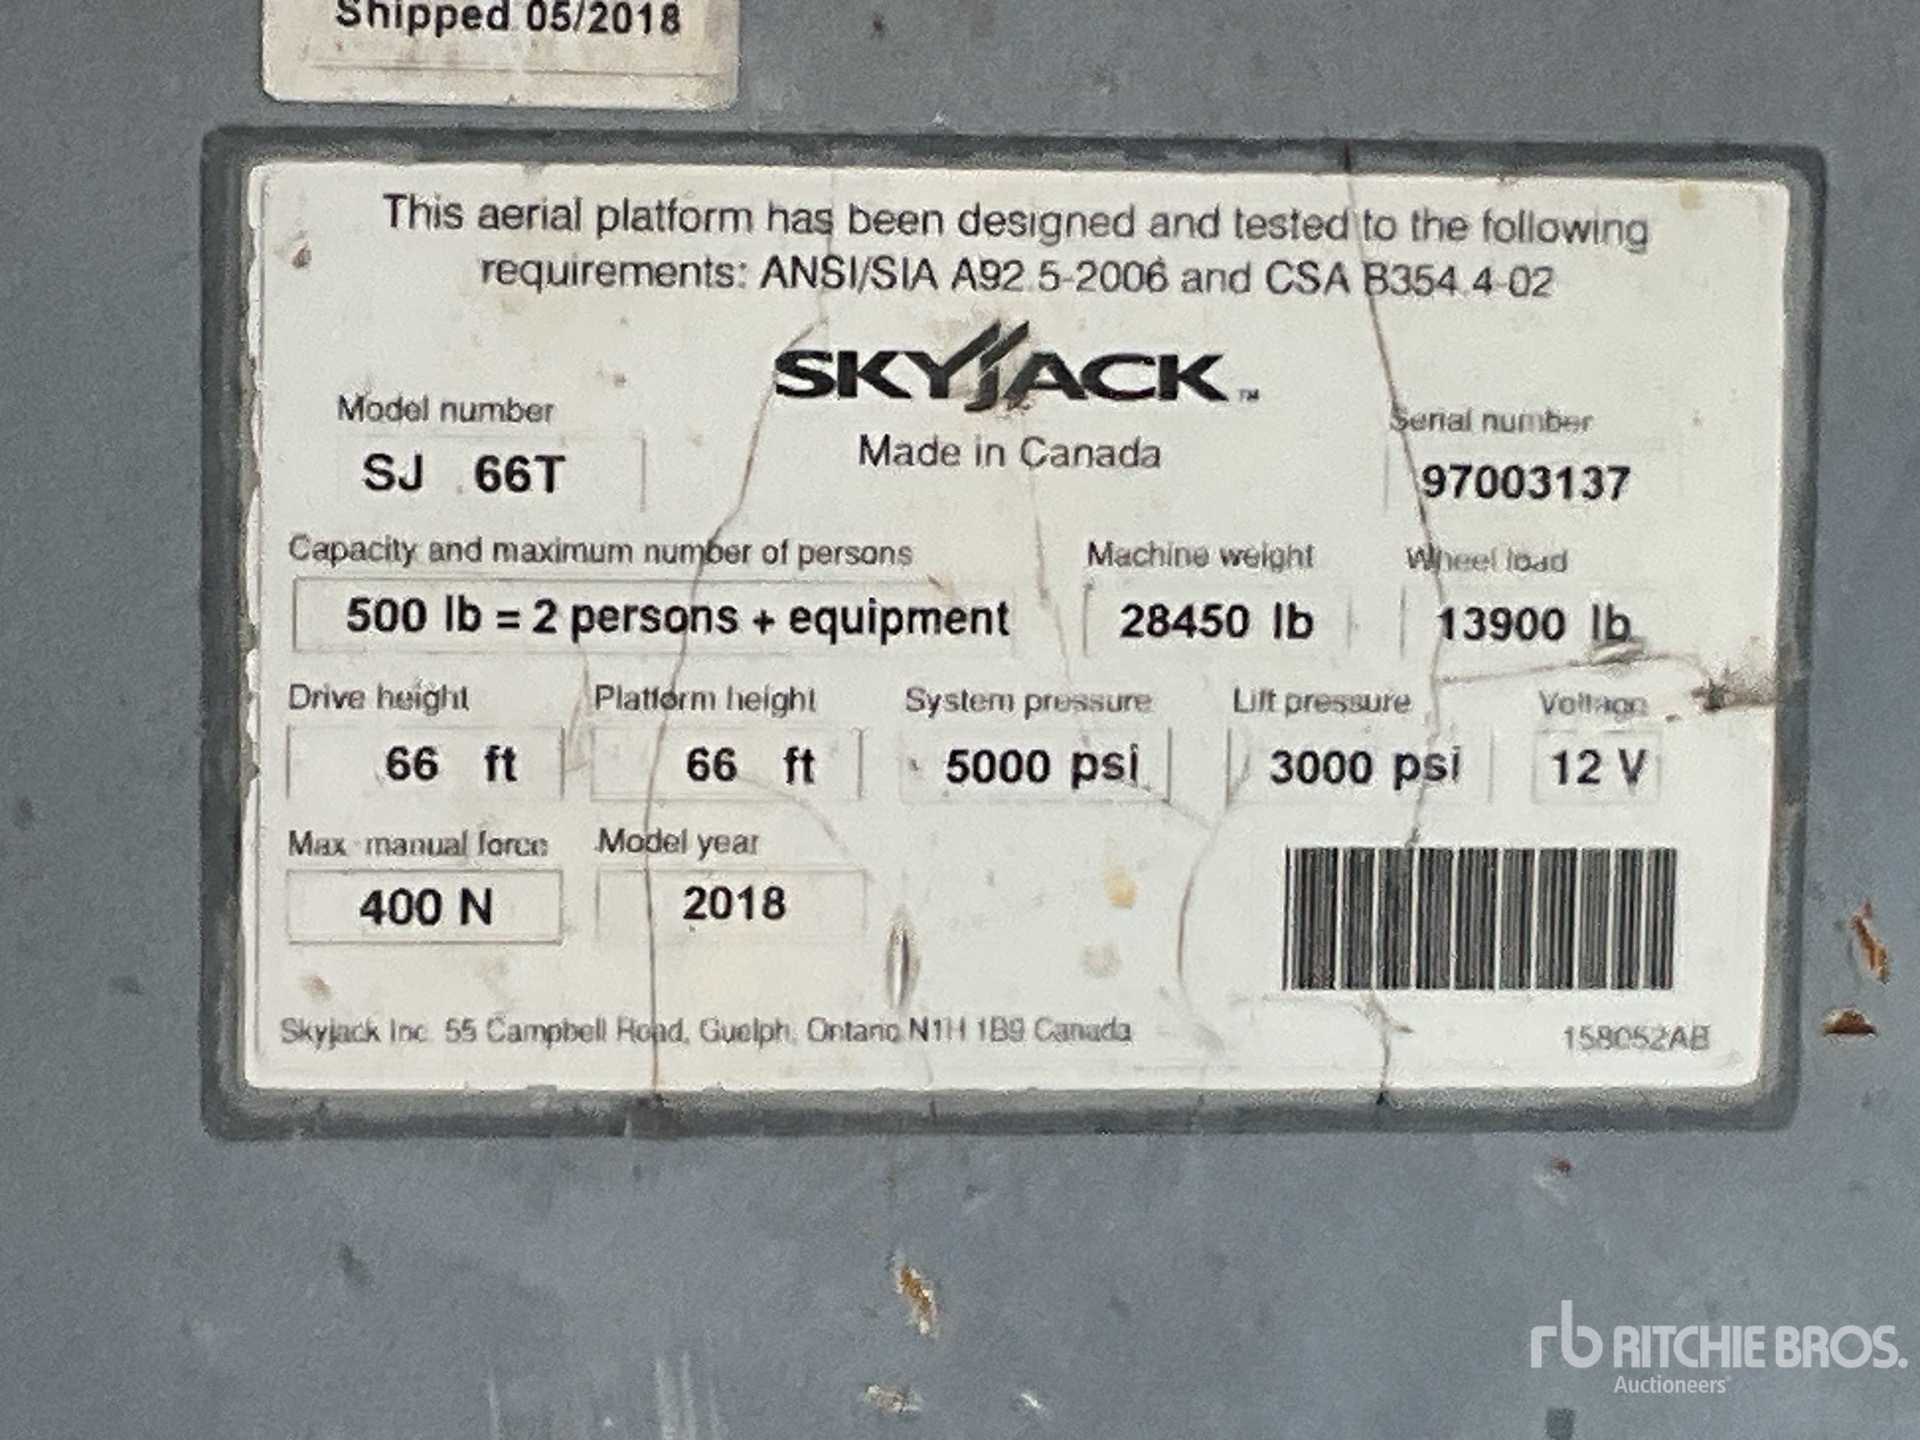 Shipped 05/2018
This aerial platform has been designed and tested to the following
requirements: ANSI/SIA A92.5-2006 and CSA B354.4-02
SKYJACK™
Made in Canada
Model number
SJ 66T
Serial number
97003137
Capacity and maximum number of persons
500 lb = 2 persons + equipment
Machine weight
28450 lb
Wheel load
13900 lb
Drive height
66 ft
Platform height
66 ft
System pressure
5000 psi
Lift pressure
3000 psi
Voltage
12 V
Max manual force
400 N
Model year
2018
Skyjack Inc. 55 Campbell Road, Guelph, Ontario N1H 1B9 Canada
158052AB
rb RITCHIE BROS.
Auctioneers